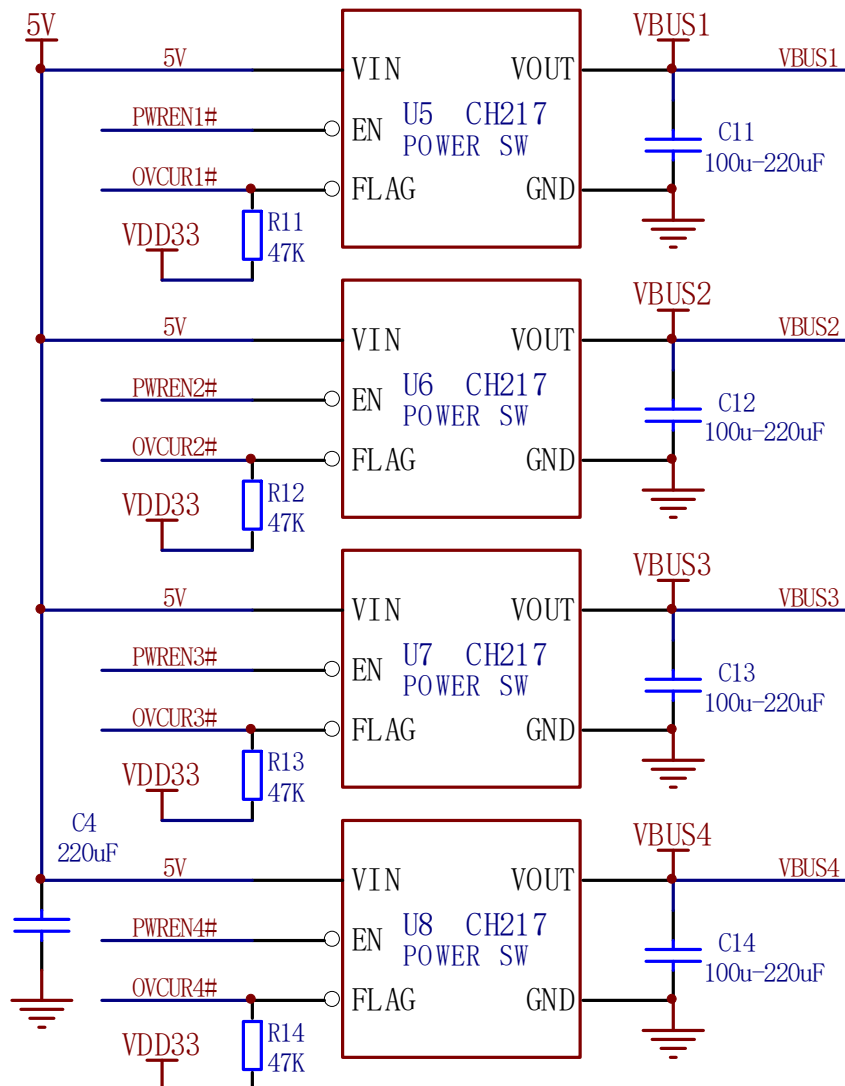 5V
VBUS1
5V
VIN
VOUT
VBUS1
PWREN1#
EN
U5 CH217
POWER SW
C11
100u-220uF
OVCUR1#
FLAG
GND
VDD33
R11
47K
VBUS2
5V
VIN
VOUT
VBUS2
PWREN2#
EN
U6 CH217
POWER SW
C12
100u-220uF
OVCUR2#
FLAG
GND
VDD33
R12
47K
VBUS3
5V
VIN
VOUT
VBUS3
PWREN3#
EN
U7 CH217
POWER SW
C13
100u-220uF
OVCUR3#
FLAG
GND
VDD33
R13
47K
C4
220uF
VBUS4
5V
VIN
VOUT
VBUS4
PWREN4#
EN
U8 CH217
POWER SW
C14
100u-220uF
OVCUR4#
FLAG
GND
VDD33
R14
47K